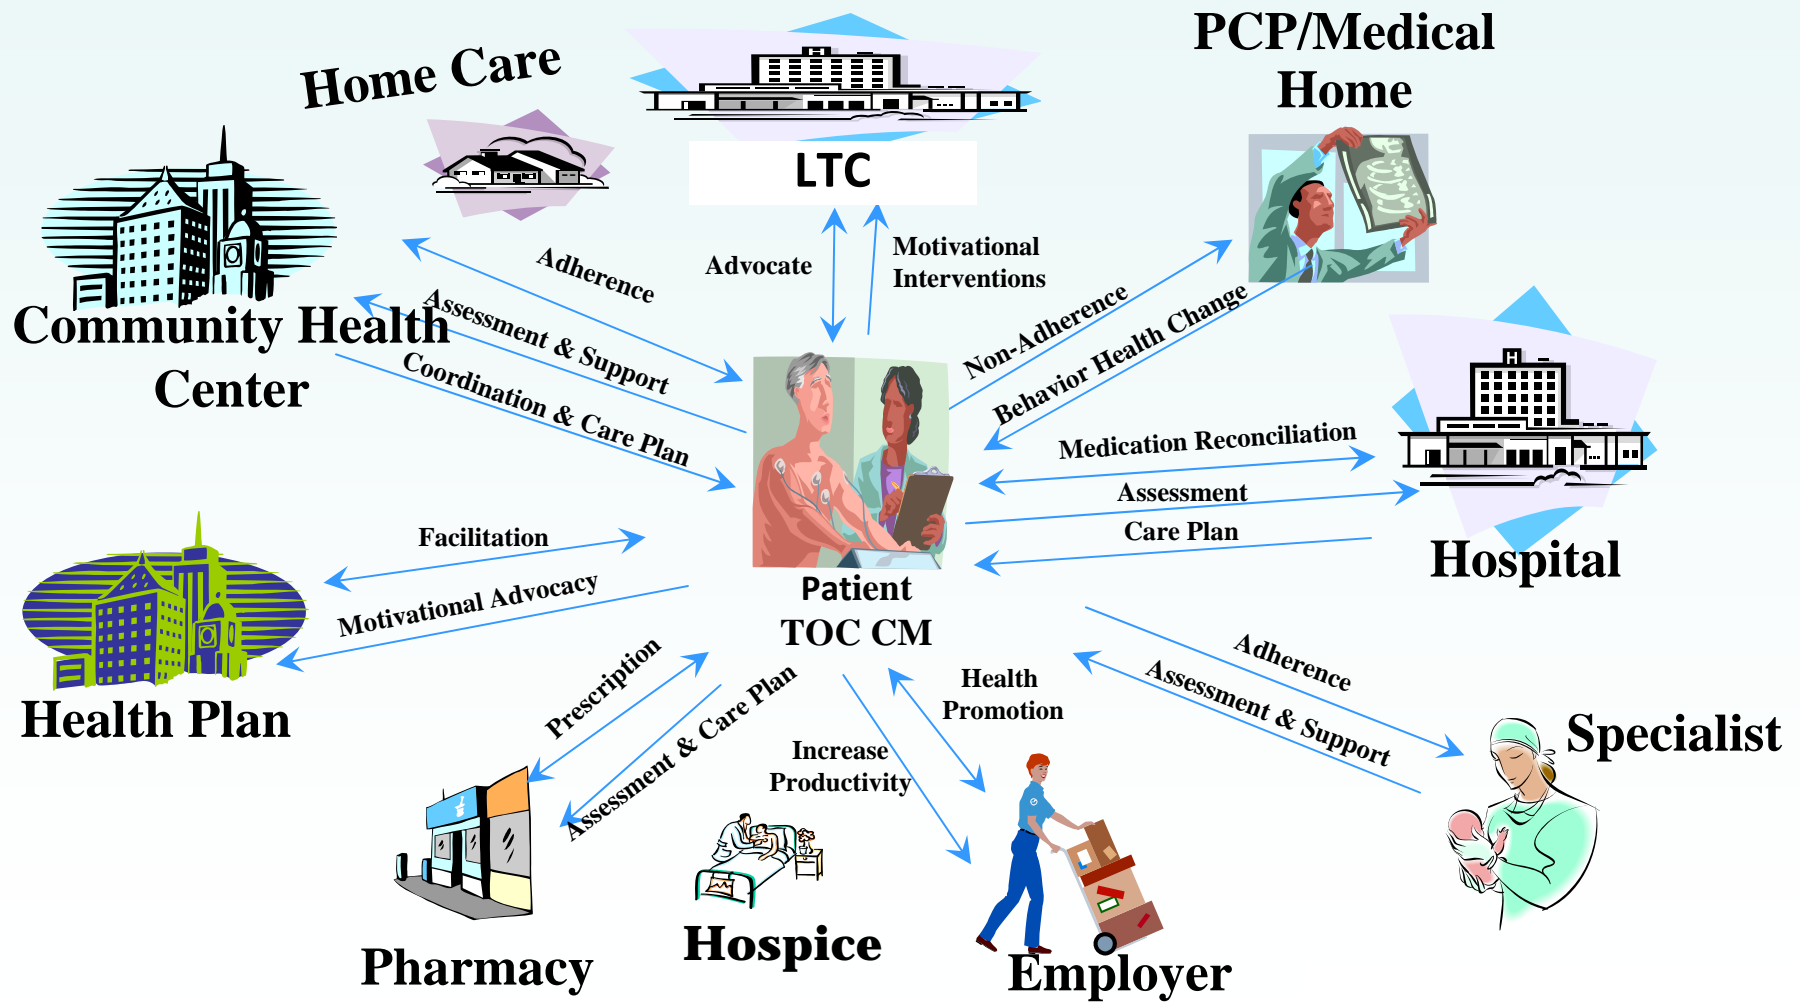 PCP/Medical
Home
Home Care
LTC
Community Health
Center
Adherence
Assessment & Support
Coordination & Care Plan
Advocate
Motivational
Interventions
Non-Adherence
Behavior Health Change
Medication Reconciliation
Assessment
Care Plan
Hospital
Facilitation
Motivational Advocacy
Health Plan
Patient
TOC CM
Prescription
Assessment & Care Plan
Increase
Productivity
Health
Promotion
Adherence
Assessment & Support
Specialist
Pharmacy
Hospice
Employer
H
H